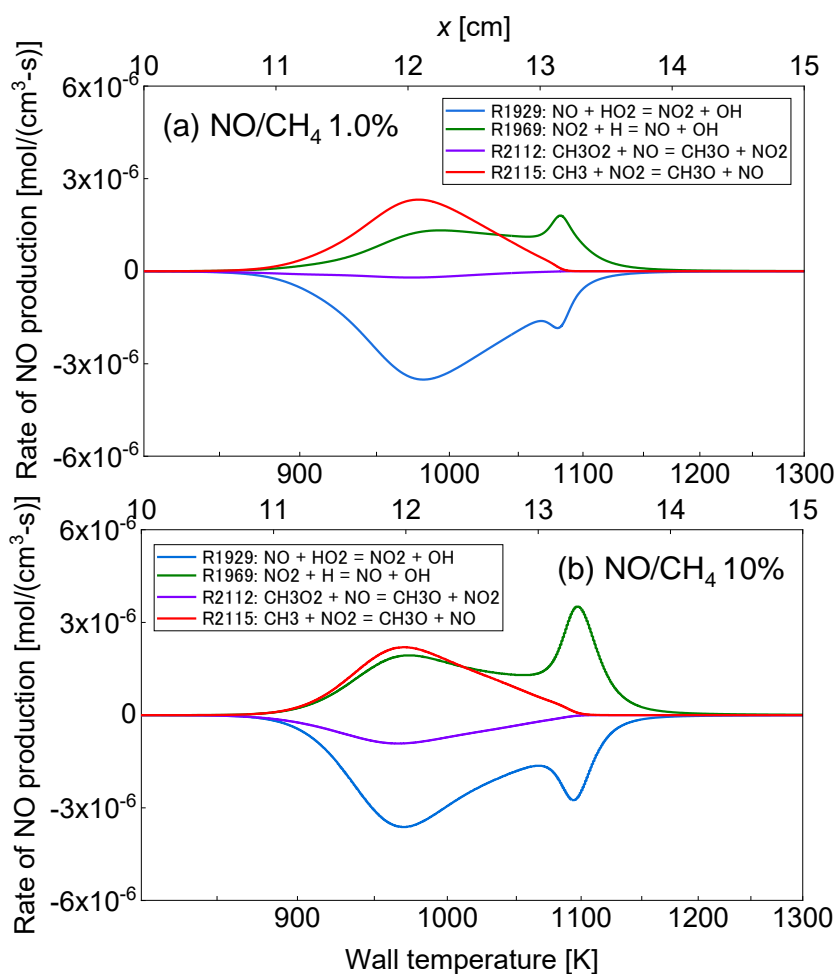 x [cm]
10 11 12 13 14 15
Rate of NO production [mol/(cm³-s)]
6x10⁻⁶
3x10⁻⁶
0
-3x10⁻⁶
-6x10⁻⁶
(a) NO/CH₄ 1.0%
R1929: NO + HO2 = NO2 + OH
R1969: NO2 + H = NO + OH
R2112: CH3O2 + NO = CH3O + NO2
R2115: CH3 + NO2 = CH3O + NO
900 1000 1100 1200 1300
10 11 12 13 14 15
Rate of NO production [mol/(cm³-s)]
6x10⁻⁶
3x10⁻⁶
0
-3x10⁻⁶
-6x10⁻⁶
R1929: NO + HO2 = NO2 + OH
R1969: NO2 + H = NO + OH
R2112: CH3O2 + NO = CH3O + NO2
R2115: CH3 + NO2 = CH3O + NO
(b) NO/CH₄ 10%
900 1000 1100 1200 1300
Wall temperature [K]